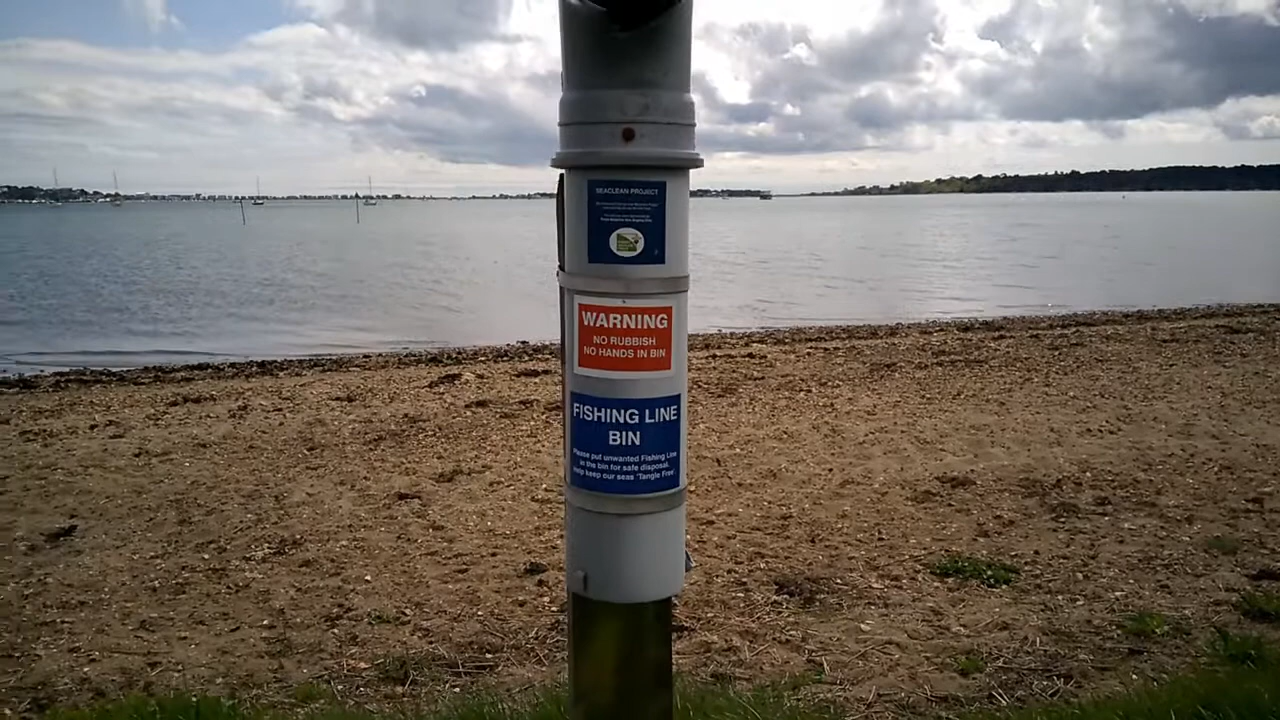 SEACLEAN PROJECT
WARNING
NO RUBBISH
NO HANDS IN BIN
FISHING LINE
BIN
Please put unwanted Fishing Line
in the bin for safe disposal.
Help keep our seas 'Tangle Free'.